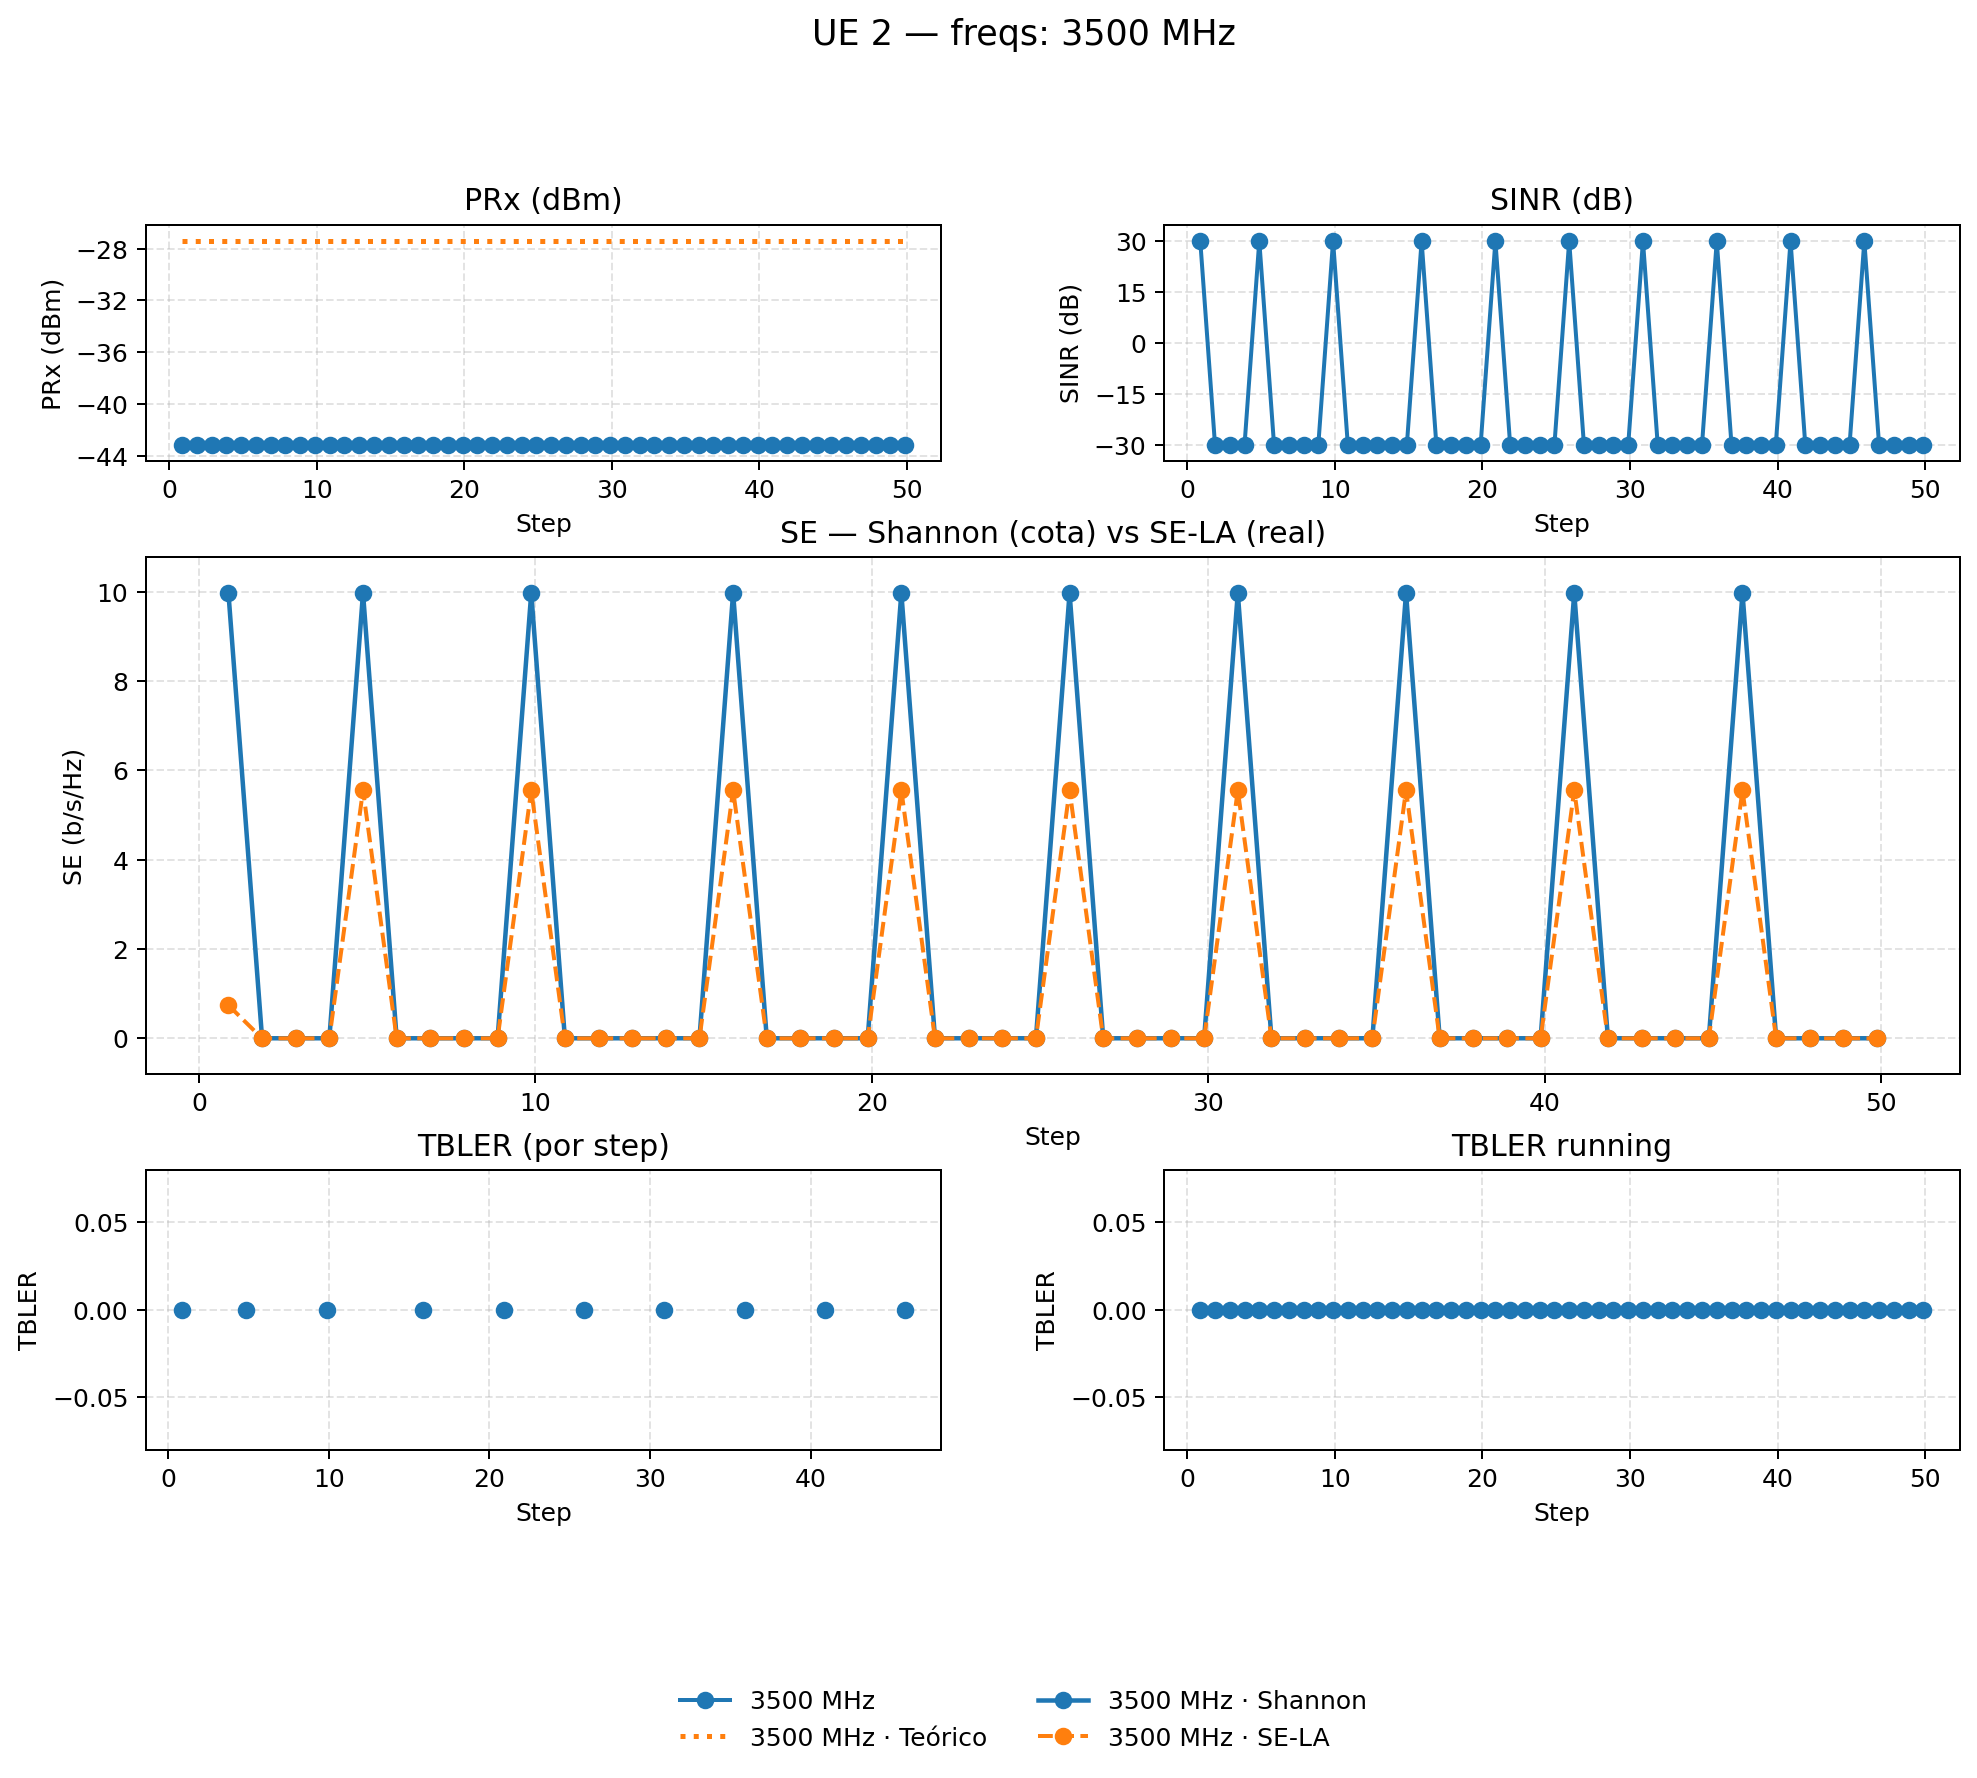 UE 2 — freqs: 3500 MHz
PRx (dBm)
PRx (dBm)
−28
−32
−36
−40
−44
0 10 20 30 40 50
Step
SINR (dB)
SINR (dB)
30
15
0
−15
−30
0 10 20 30 40 50
Step
SE — Shannon (cota) vs SE-LA (real)
SE (b/s/Hz)
10
8
6
4
2
0
0 10 20 30 40 50
Step
TBLER (por step)
TBLER
0.05
0.00
−0.05
0 10 20 30 40
Step
TBLER running
TBLER
0.05
0.00
−0.05
0 10 20 30 40 50
Step
3500 MHz
3500 MHz · Teórico
3500 MHz · Shannon
3500 MHz · SE-LA